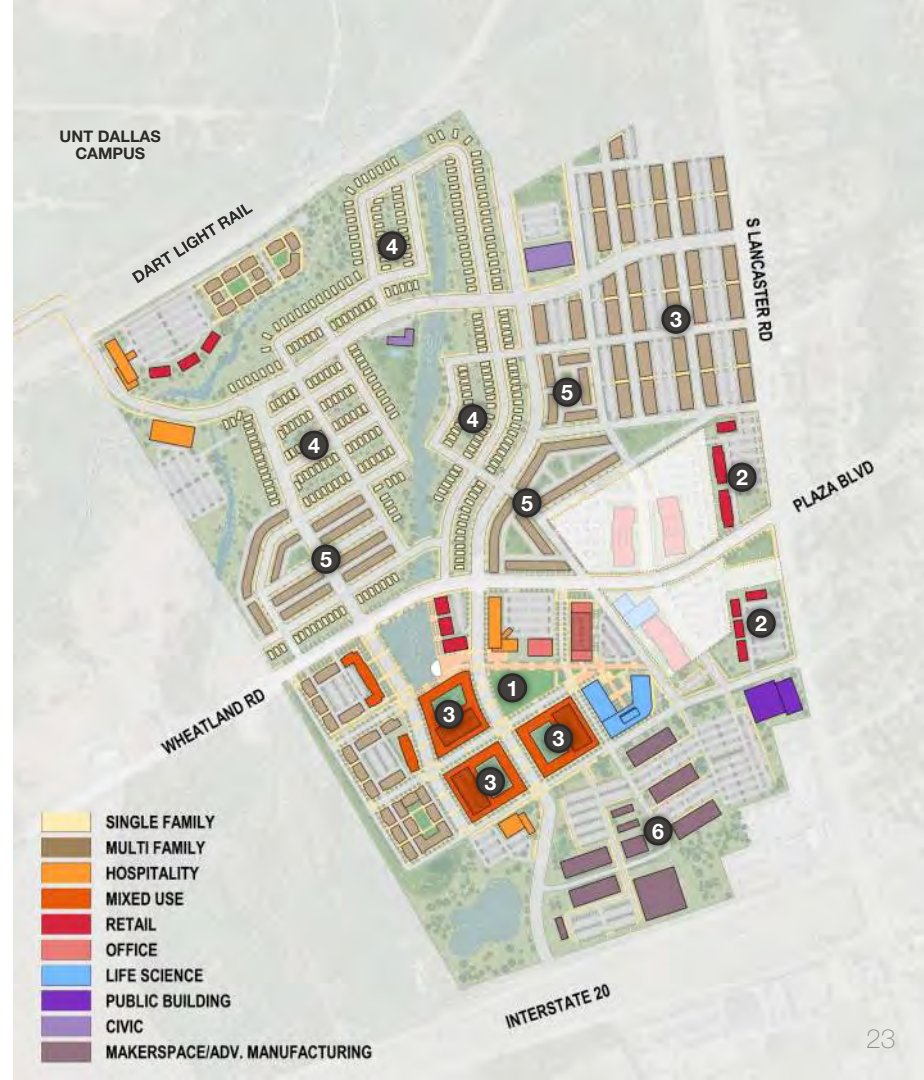 UNT DALLAS
CAMPUS
DART LIGHT RAIL
S LANCASTER RD
4
3
5
4
4
2
PLAZA BLVD
5
5
2
1
WHEATLAND RD
3
3
3
6
SINGLE FAMILY
MULTI FAMILY
HOSPITALITY
MIXED USE
RETAIL
OFFICE
LIFE SCIENCE
PUBLIC BUILDING
CIVIC
MAKERSPACE/ADV. MANUFACTURING
INTERSTATE 20
23